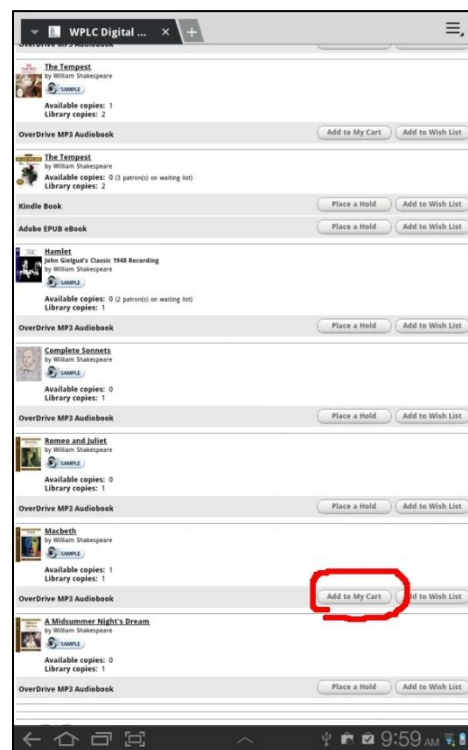 WPLC Digital ... × +
OverDrive MP3 Audiobook
The Tempest
by William Shakespeare
SAMPLE
Available copies: 1
Library copies: 2
OverDrive MP3 Audiobook Add to My Cart Add to Wish List
The Tempest
by William Shakespeare
Available copies: 0 (3 patron(s) on waiting list)
Library copies: 2
Kindle Book Place a Hold Add to Wish List
Adobe EPUB eBook Place a Hold Add to Wish List
Hamlet
John Gielgud's Classic 1948 Recording
by William Shakespeare
SAMPLE
Available copies: 0 (2 patron(s) on waiting list)
Library copies: 1
OverDrive MP3 Audiobook Place a Hold Add to Wish List
Complete Sonnets
by William Shakespeare
SAMPLE
Available copies: 0
Library copies: 1
OverDrive MP3 Audiobook Place a Hold Add to Wish List
Romeo and Juliet
by William Shakespeare
SAMPLE
Available copies: 0
Library copies: 1
OverDrive MP3 Audiobook Place a Hold Add to Wish List
Macbeth
by William Shakespeare
SAMPLE
Available copies: 1
Library copies: 1
OverDrive MP3 Audiobook Add to My Cart to Wish List
A Midsummer Night's Dream
by William Shakespeare
SAMPLE
Available copies: 0
Library copies: 1
OverDrive MP3 Audiobook Place a Hold Add to Wish List
9:59 AM